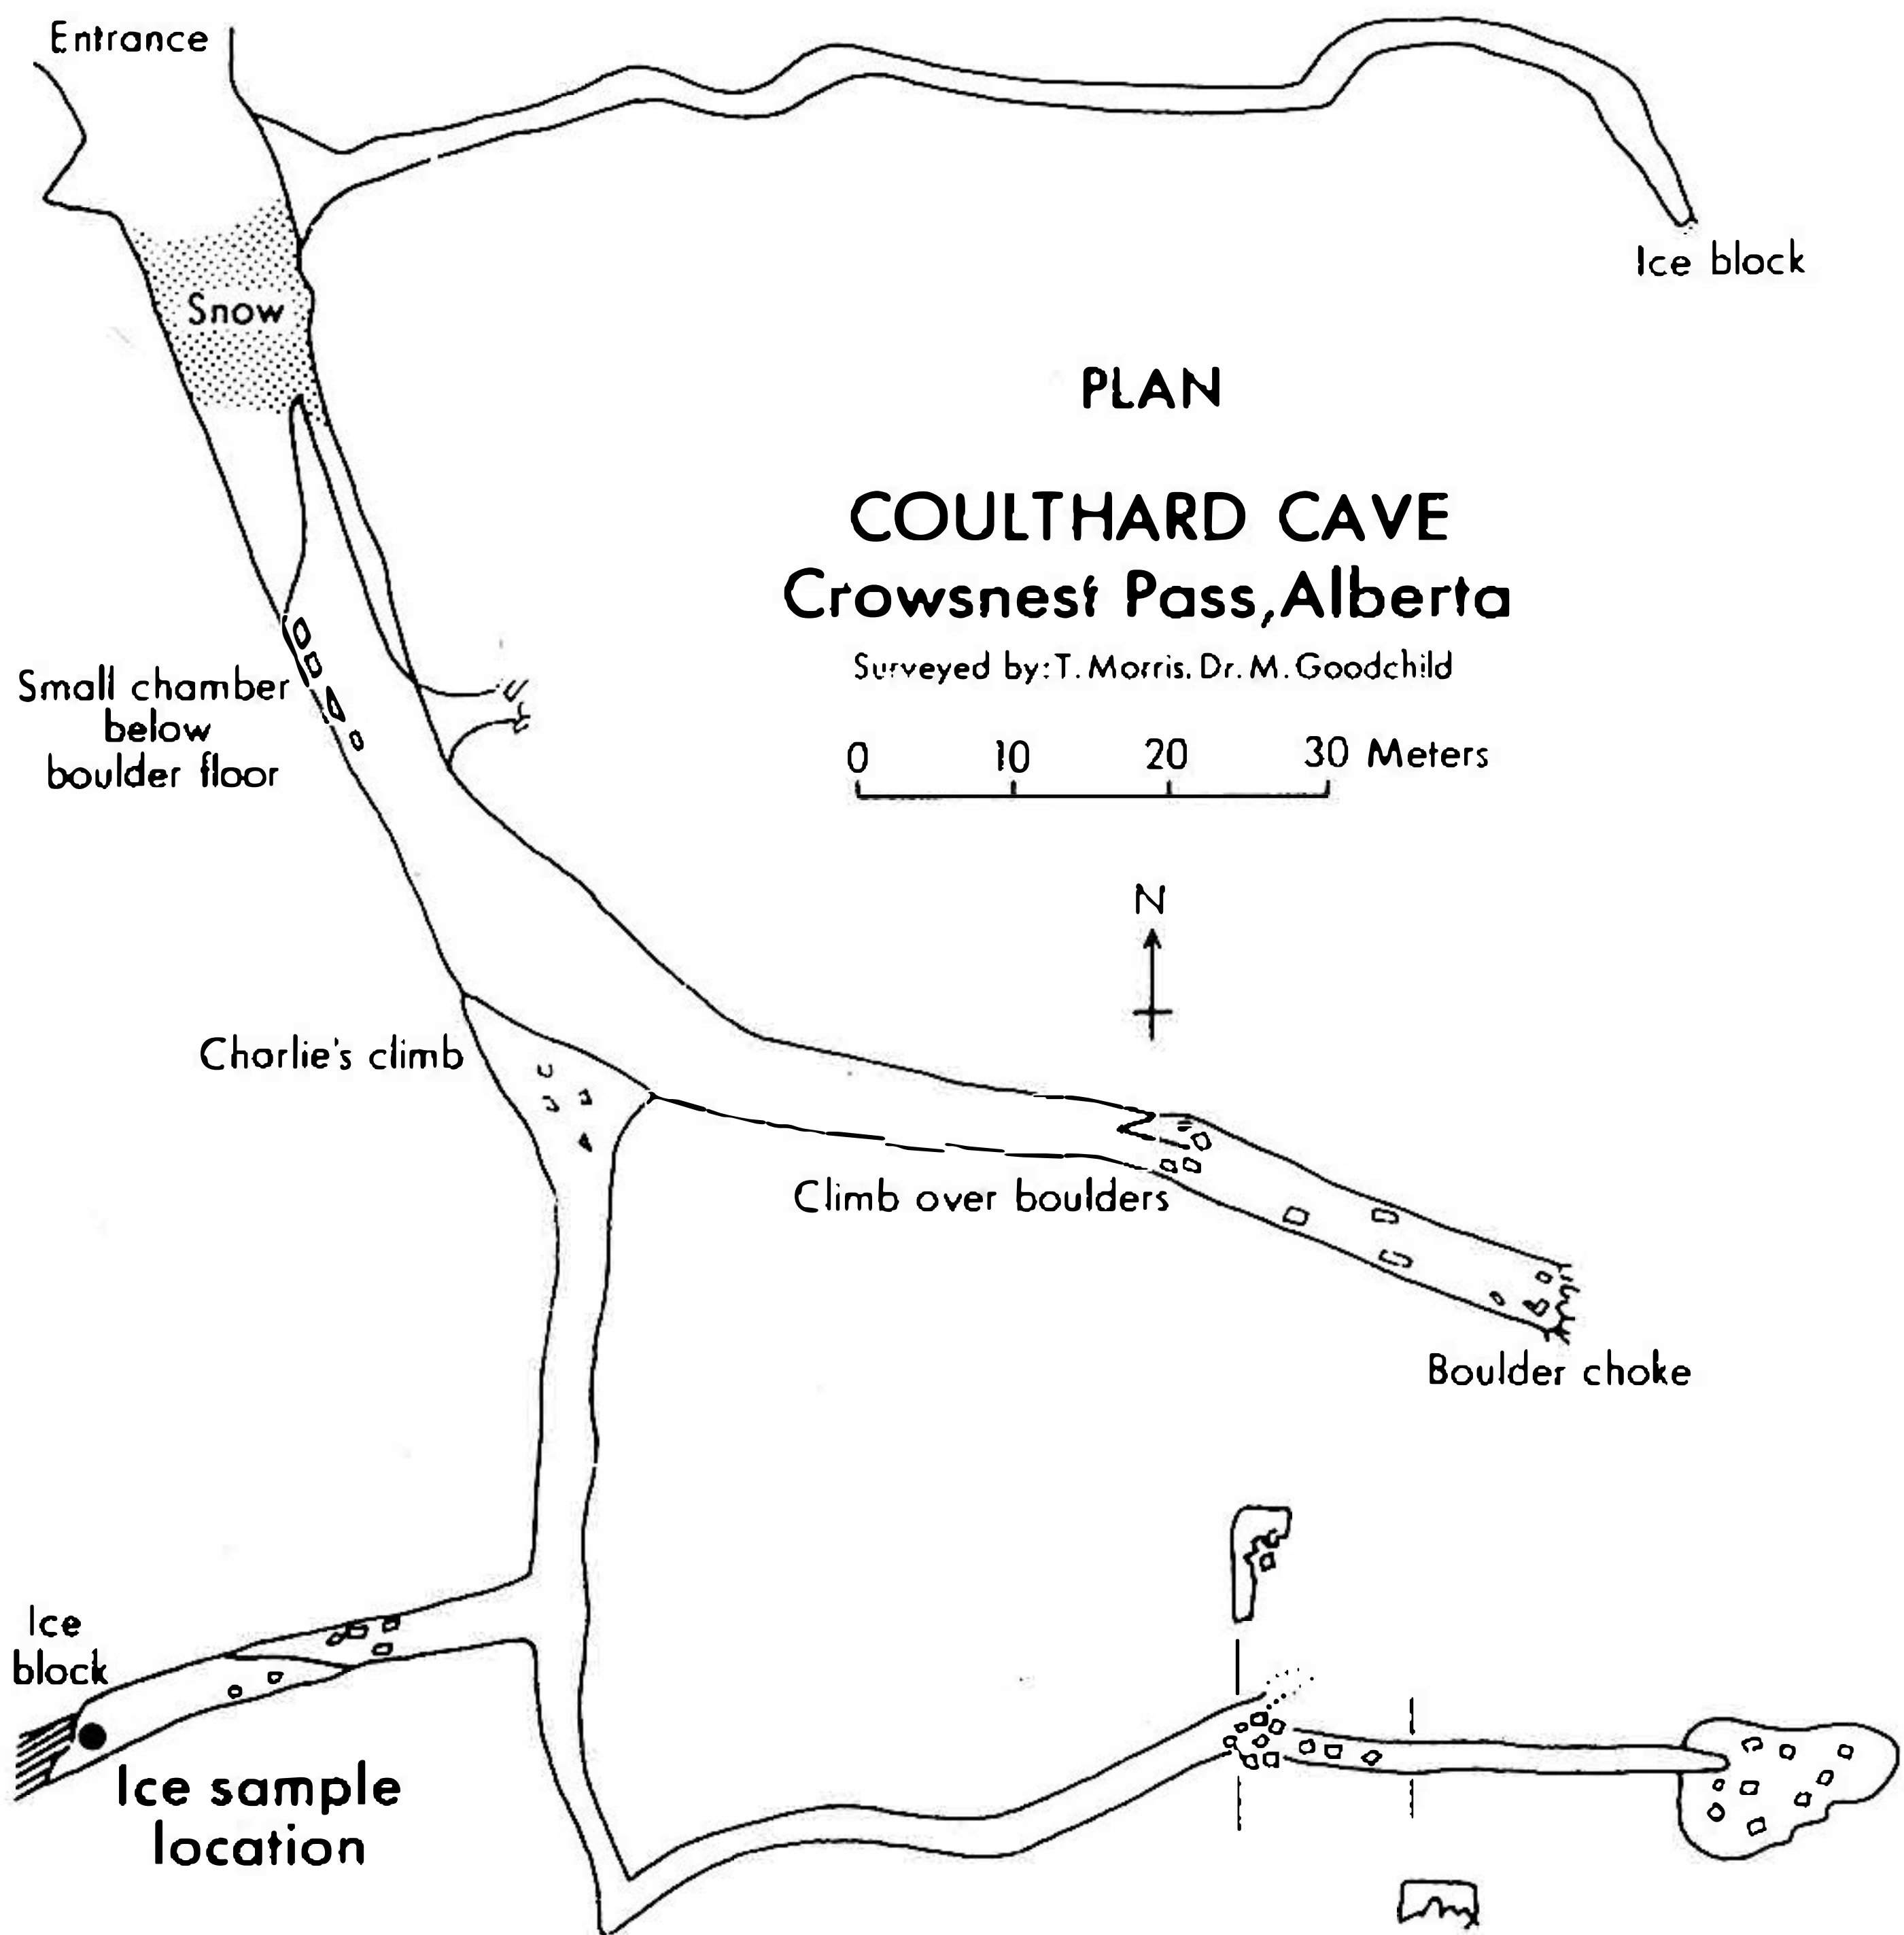 Entrance
Ice block
Snow
PLAN
COULTHARD CAVE
Crowsnest Pass, Alberta
Surveyed by: T. Morris, Dr. M. Goodchild
Small chamber
below
boulder floor
0 10 20 30 Meters
N
Charlie's climb
Climb over boulders
Boulder choke
Ice
block
Ice sample
location